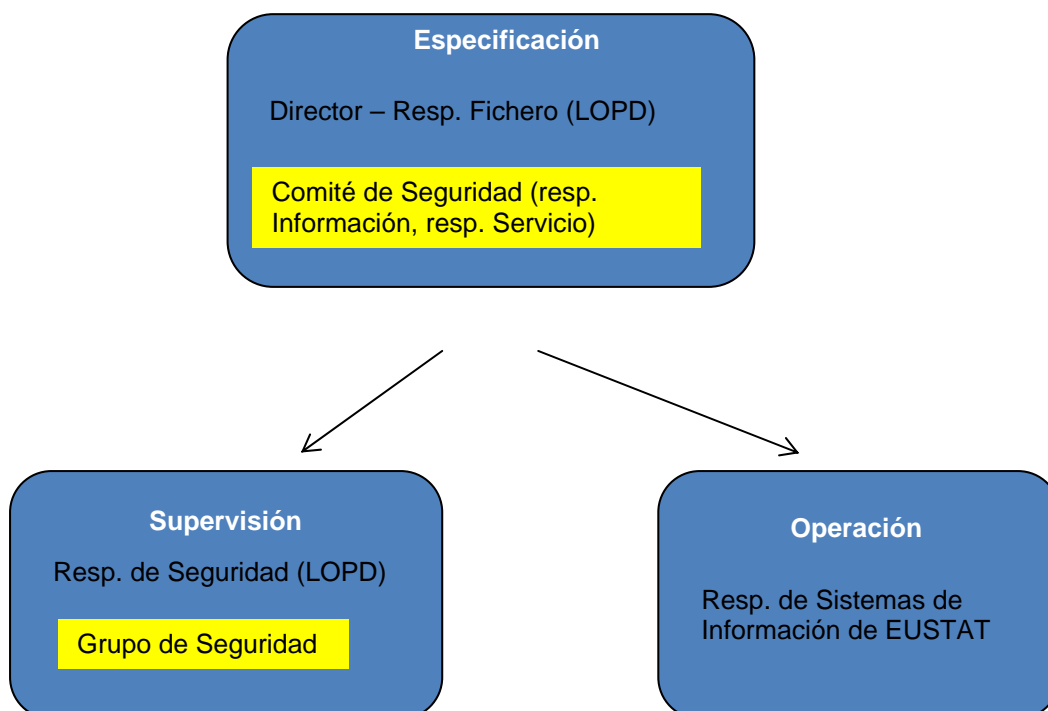 Especificación
Director – Resp. Fichero (LOPD)
Comité de Seguridad (resp.
Información, resp. Servicio)
Supervisión
Resp. de Seguridad (LOPD)
Grupo de Seguridad
Operación
Resp. de Sistemas de
Información de EUSTAT